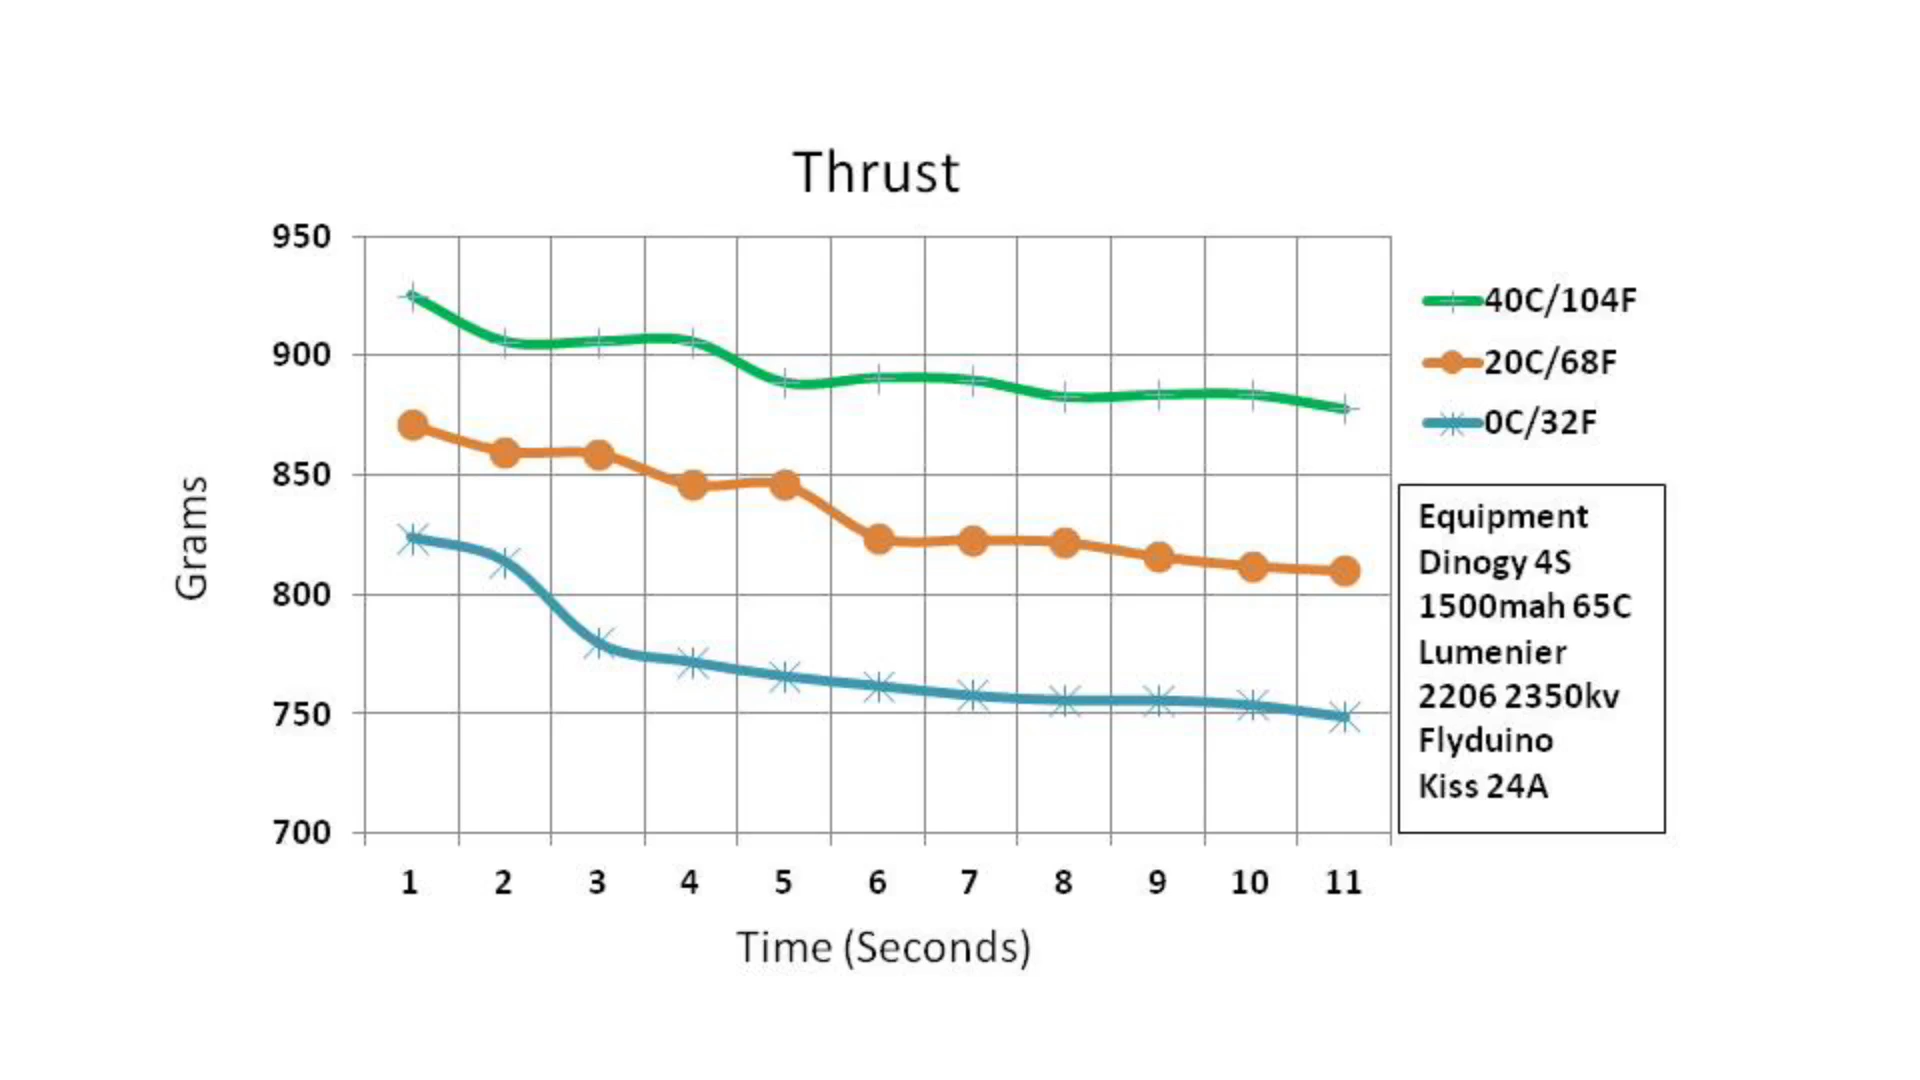 Thrust
950
900
850
800
750
700
Grams
1 2 3 4 5 6 7 8 9 10 11
Time (Seconds)
40C/104F
20C/68F
0C/32F
Equipment
Dinogy 4S
1500mah 65C
Lumenier
2206 2350kv
Flyduino
Kiss 24A